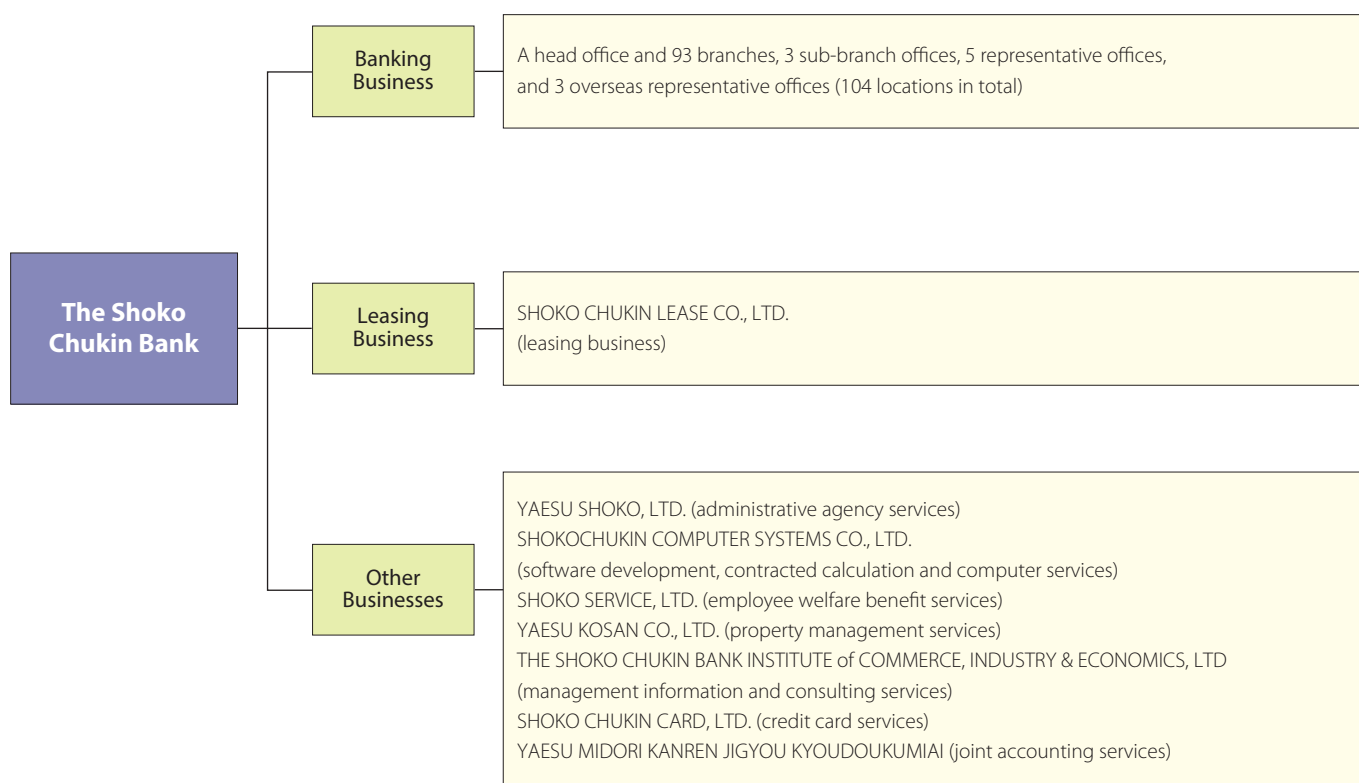 The Shoko
Chukin Bank
Banking
Business
A head office and 93 branches, 3 sub-branch offices, 5 representative offices,
and 3 overseas representative offices (104 locations in total)
Leasing
Business
SHOKO CHUKIN LEASE CO., LTD.
(leasing business)
Other
Businesses
YAESU SHOKO, LTD. (administrative agency services)
SHOKOCHUKIN COMPUTER SYSTEMS CO., LTD.
(software development, contracted calculation and computer services)
SHOKO SERVICE, LTD. (employee welfare benefit services)
YAESU KOSAN CO., LTD. (property management services)
THE SHOKO CHUKIN BANK INSTITUTE of COMMERCE, INDUSTRY & ECONOMICS, LTD
(management information and consulting services)
SHOKO CHUKIN CARD, LTD. (credit card services)
YAESU MIDORI KANREN JIGYOU KYOUDOUKUMIAI (joint accounting services)